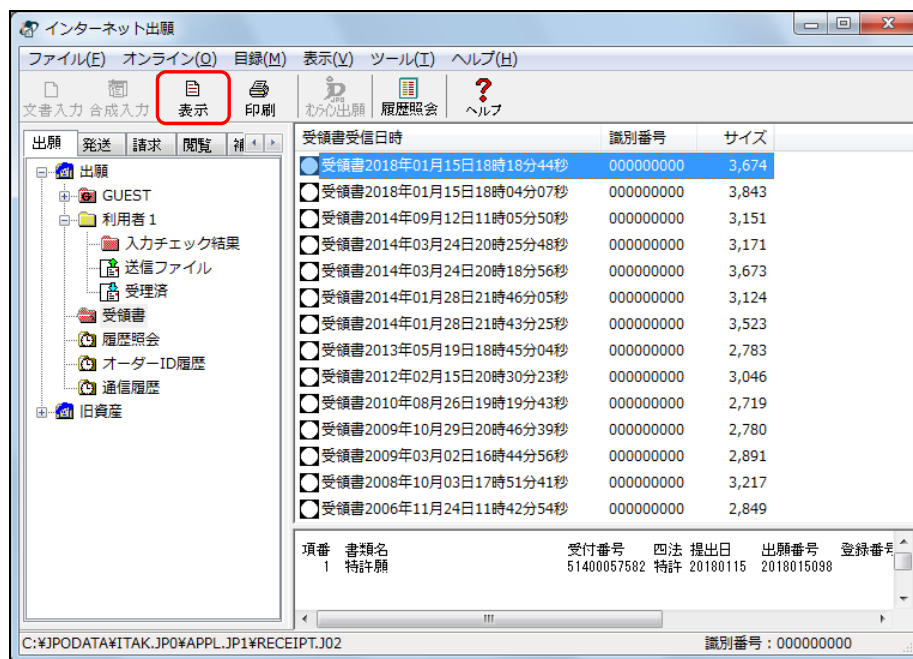 インターネット出願
ファイル(F) オンライン(O) 目録(M) 表示(V) ツール(T) ヘルプ(H)
文書入力 合成入力 表示 印刷 オンライン出願 履歴照会 ヘルプ
出願 発送 請求 閲覧 補
出願
GUEST
利用者1
入力チェック結果
送信ファイル
受理済
受領書
履歴照会
オーダーID履歴
通信履歴
旧資産
受領書受信日時 識別番号 サイズ
受領書2018年01月15日18時18分44秒 000000000 3,674
受領書2018年01月15日18時04分07秒 000000000 3,843
受領書2014年09月12日11時05分50秒 000000000 3,151
受領書2014年03月24日20時25分48秒 000000000 3,171
受領書2014年03月24日20時18分56秒 000000000 3,673
受領書2014年01月28日21時46分05秒 000000000 3,124
受領書2014年01月28日21時43分25秒 000000000 3,523
受領書2013年05月19日18時45分04秒 000000000 2,783
受領書2012年02月15日20時30分23秒 000000000 3,046
受領書2010年08月26日19時19分43秒 000000000 2,719
受領書2009年10月29日20時46分39秒 000000000 2,780
受領書2009年03月02日16時44分56秒 000000000 2,891
受領書2008年10月03日17時51分41秒 000000000 3,217
受領書2006年11月24日11時42分54秒 000000000 2,849
項番 書類名 受付番号 四法 提出日 出願番号 登録番号
1 特許願 51400057582 特許 20180115 2018015098
C:¥JPODATA¥ITAK.JP0¥APPL.JP1¥RECEIPT.J02 識別番号：000000000